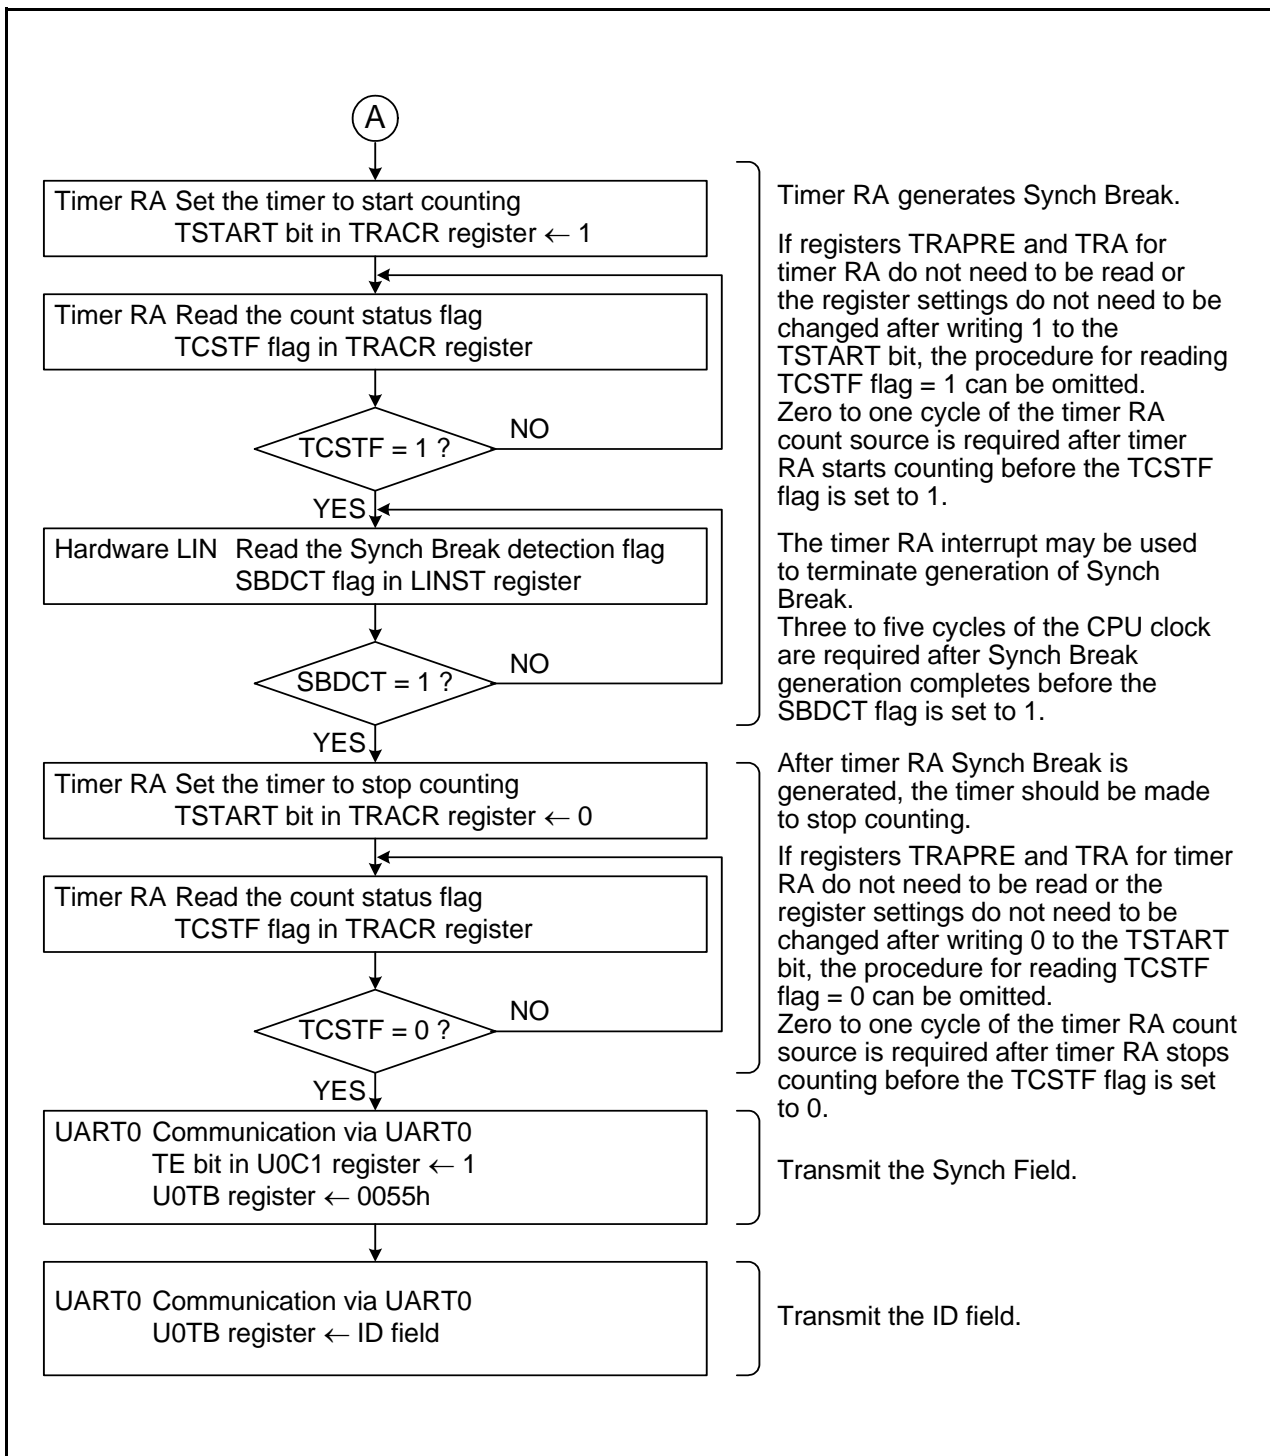 A
Timer RA Set the timer to start counting
TSTART bit in TRACR register ← 1
Timer RA Read the count status flag
TCSTF flag in TRACR register
TCSTF = 1 ?
NO
YES
Hardware LIN Read the Synch Break detection flag
SBDCT flag in LINST register
SBDCT = 1 ?
NO
YES
Timer RA generates Synch Break.
If registers TRAPRE and TRA for
timer RA do not need to be read or
the register settings do not need to be
changed after writing 1 to the
TSTART bit, the procedure for reading
TCSTF flag = 1 can be omitted.
Zero to one cycle of the timer RA
count source is required after timer
RA starts counting before the TCSTF
flag is set to 1.
The timer RA interrupt may be used
to terminate generation of Synch
Break.
Three to five cycles of the CPU clock
are required after Synch Break
generation completes before the
SBDCT flag is set to 1.
Timer RA Set the timer to stop counting
TSTART bit in TRACR register ← 0
Timer RA Read the count status flag
TCSTF flag in TRACR register
TCSTF = 0 ?
NO
YES
After timer RA Synch Break is
generated, the timer should be made
to stop counting.
If registers TRAPRE and TRA for timer
RA do not need to be read or the
register settings do not need to be
changed after writing 0 to the TSTART
bit, the procedure for reading TCSTF
flag = 0 can be omitted.
Zero to one cycle of the timer RA count
source is required after timer RA stops
counting before the TCSTF flag is set
to 0.
UART0 Communication via UART0
TE bit in U0C1 register ← 1
U0TB register ← 0055h
Transmit the Synch Field.
UART0 Communication via UART0
U0TB register ← ID field
Transmit the ID field.